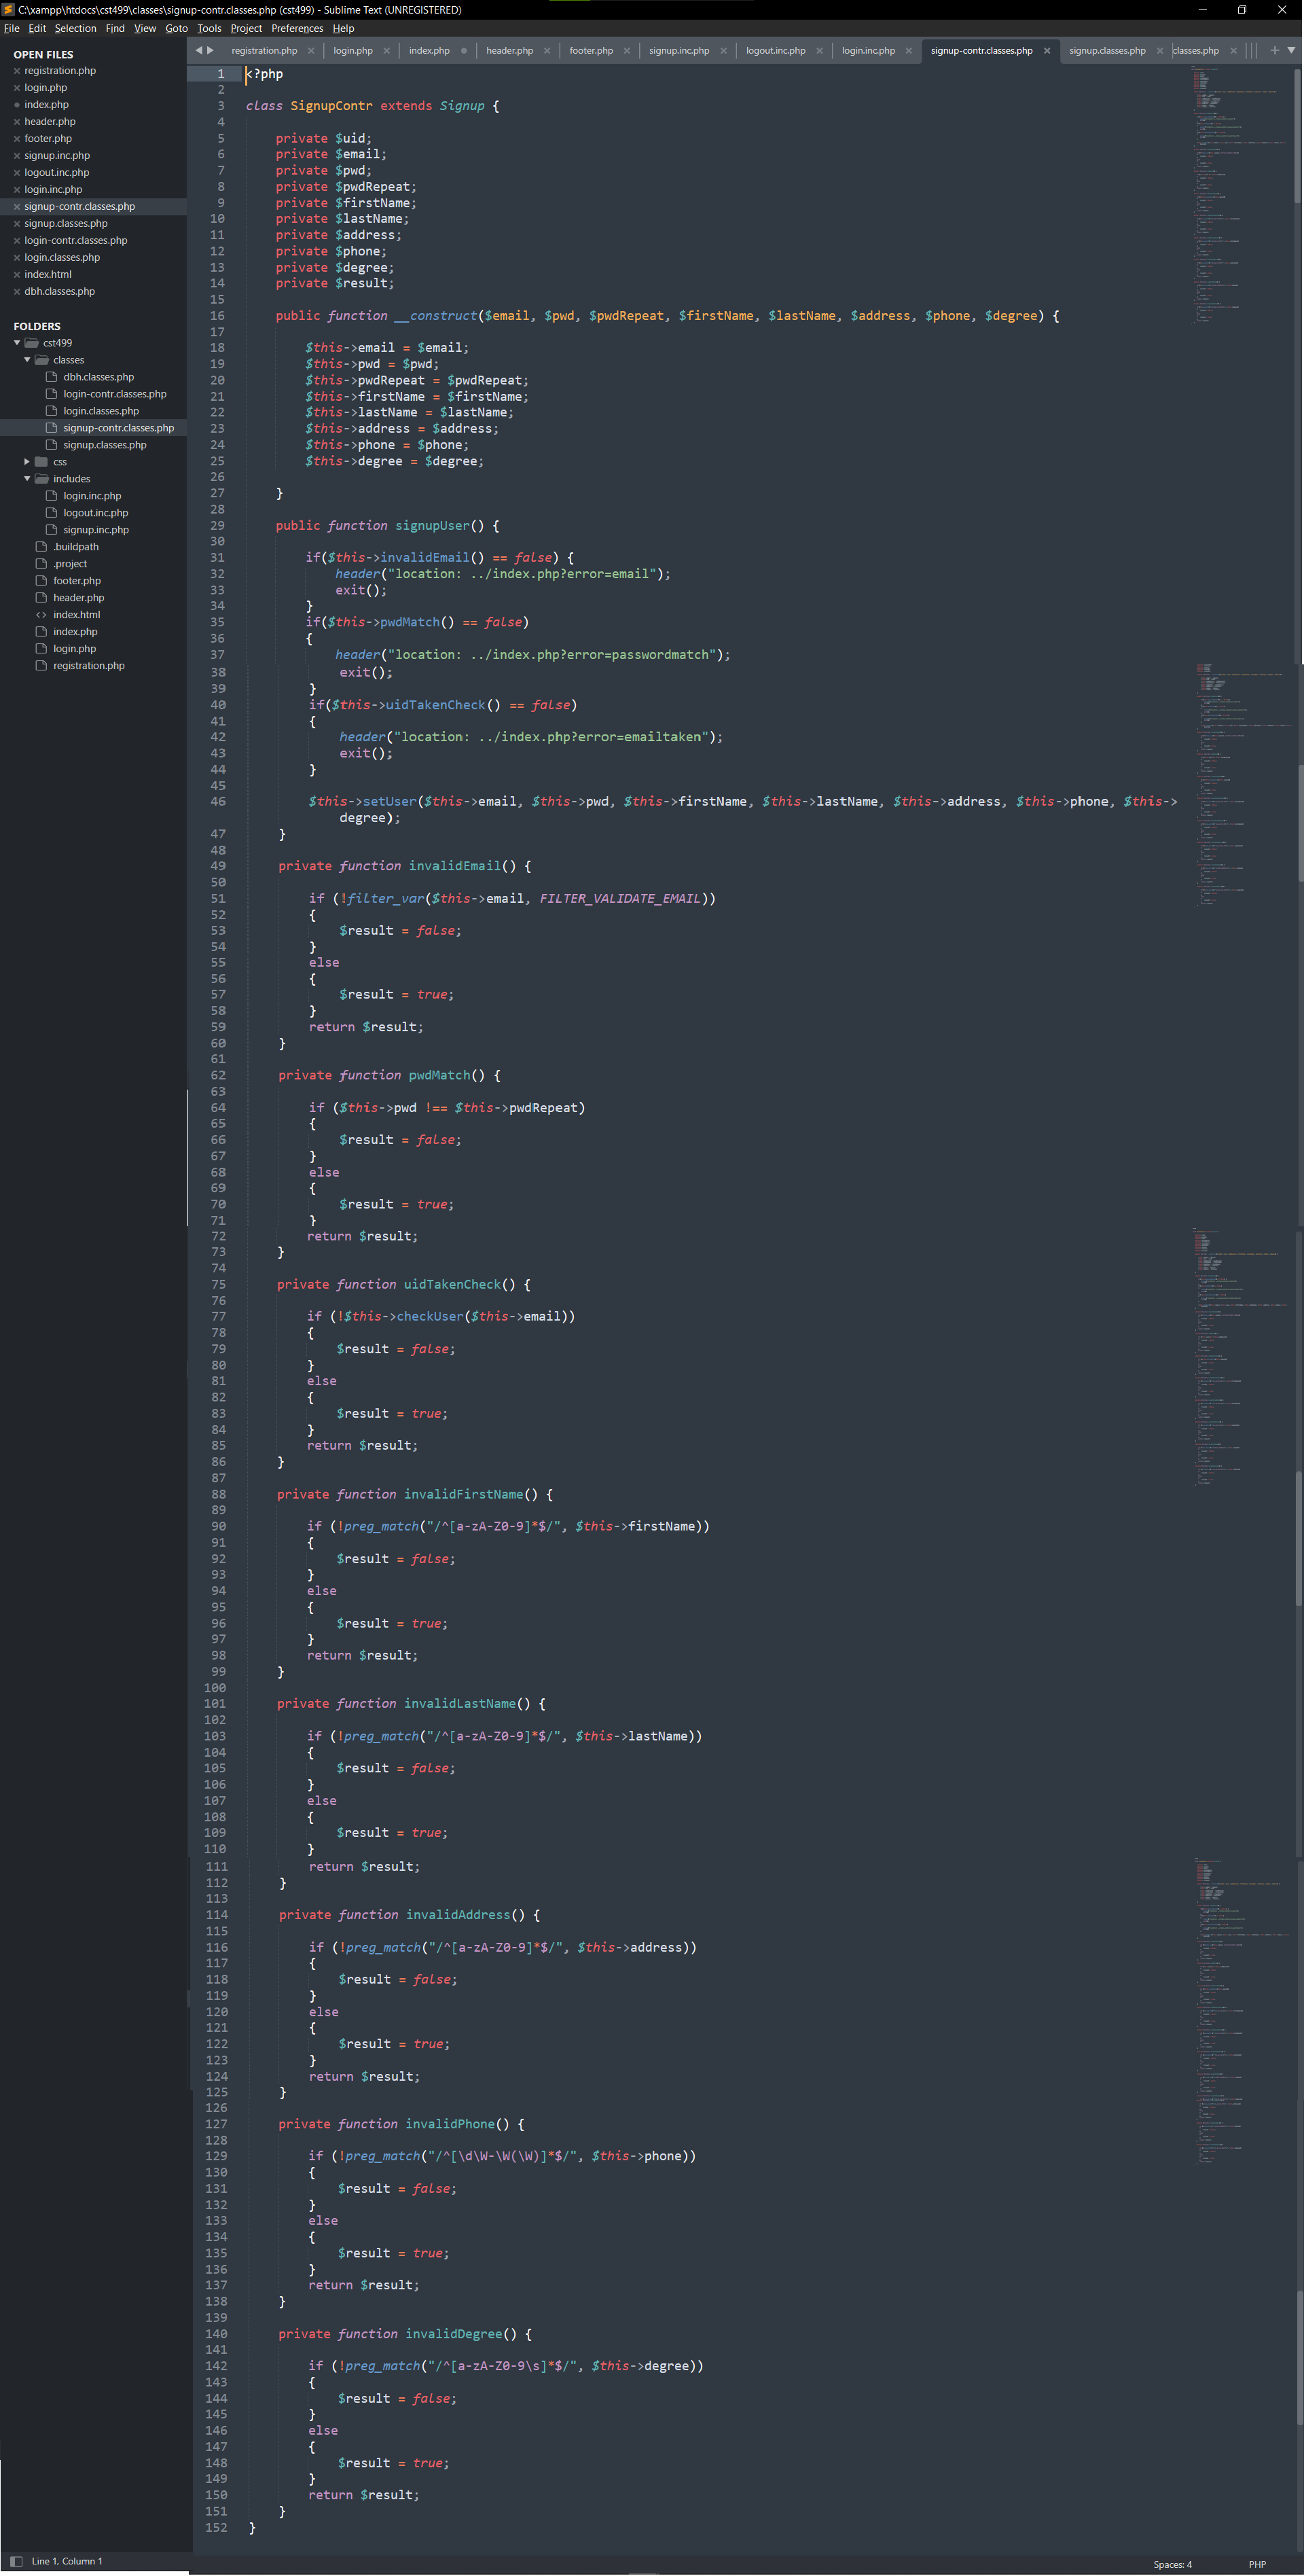 C:\xampp\htdocs\cst499\classes\signup-contr.classes.php (cst499) - Sublime Text (UNREGISTERED)
File Edit Selection Find View Goto Tools Project Preferences Help
OPEN FILES
registration.php
login.php
index.php
header.php
footer.php
signup.inc.php
logout.inc.php
login.inc.php
signup-contr.classes.php
signup.classes.php
login-contr.classes.php
login.classes.php
index.html
dbh.classes.php
FOLDERS
cst499
classes
dbh.classes.php
login-contr.classes.php
login.classes.php
signup-contr.classes.php
signup.classes.php
css
includes
login.inc.php
logout.inc.php
signup.inc.php
.buildpath
.project
footer.php
header.php
index.html
index.php
login.php
registration.php
registration.php login.php index.php header.php footer.php signup.inc.php logout.inc.php login.inc.php signup-contr.classes.php signup.classes.php classes.php
1 <?php
2
3 class SignupContr extends Signup {
4
5 private $uid;
6 private $email;
7 private $pwd;
8 private $pwdRepeat;
9 private $firstName;
10 private $lastName;
11 private $address;
12 private $phone;
13 private $degree;
14 private $result;
15
16 public function __construct($email, $pwd, $pwdRepeat, $firstName, $lastName, $address, $phone, $degree) {
17
18 $this->email = $email;
19 $this->pwd = $pwd;
20 $this->pwdRepeat = $pwdRepeat;
21 $this->firstName = $firstName;
22 $this->lastName = $lastName;
23 $this->address = $address;
24 $this->phone = $phone;
25 $this->degree = $degree;
26
27 }
28
29 public function signupUser() {
30
31 if($this->invalidEmail() == false) {
32 header("location: ../index.php?error=email");
33 exit();
34 }
35 if($this->pwdMatch() == false)
36 {
37 header("location: ../index.php?error=passwordmatch");
38 exit();
39 }
40 if($this->uidTakenCheck() == false)
41 {
42 header("location: ../index.php?error=emailtaken");
43 exit();
44 }
45
46 $this->setUser($this->email, $this->pwd, $this->firstName, $this->lastName, $this->address, $this->phone, $this->
degree);
47 }
48
49 private function invalidEmail() {
50
51 if (!filter_var($this->email, FILTER_VALIDATE_EMAIL))
52 {
53 $result = false;
54 }
55 else
56 {
57 $result = true;
58 }
59 return $result;
60 }
61
62 private function pwdMatch() {
63
64 if ($this->pwd !== $this->pwdRepeat)
65 {
66 $result = false;
67 }
68 else
69 {
70 $result = true;
71 }
72 return $result;
73 }
74
75 private function uidTakenCheck() {
76
77 if (!$this->checkUser($this->email))
78 {
79 $result = false;
80 }
81 else
82 {
83 $result = true;
84 }
85 return $result;
86 }
87
88 private function invalidFirstName() {
89
90 if (!preg_match("/^[a-zA-Z0-9]*$/", $this->firstName))
91 {
92 $result = false;
93 }
94 else
95 {
96 $result = true;
97 }
98 return $result;
99 }
100
101 private function invalidLastName() {
102
103 if (!preg_match("/^[a-zA-Z0-9]*$/", $this->lastName))
104 {
105 $result = false;
106 }
107 else
108 {
109 $result = true;
110 }
111 return $result;
112 }
113
114 private function invalidAddress() {
115
116 if (!preg_match("/^[a-zA-Z0-9]*$/", $this->address))
117 {
118 $result = false;
119 }
120 else
121 {
122 $result = true;
123 }
124 return $result;
125 }
126
127 private function invalidPhone() {
128
129 if (!preg_match("/^[\d\W-\W(\W)]*$/", $this->phone))
130 {
131 $result = false;
132 }
133 else
134 {
135 $result = true;
136 }
137 return $result;
138 }
139
140 private function invalidDegree() {
141
142 if (!preg_match("/^[a-zA-Z0-9\s]*$/", $this->degree))
143 {
144 $result = false;
145 }
146 else
147 {
148 $result = true;
149 }
150 return $result;
151 }
152 }
Line 1, Column 1 Spaces: 4 PHP